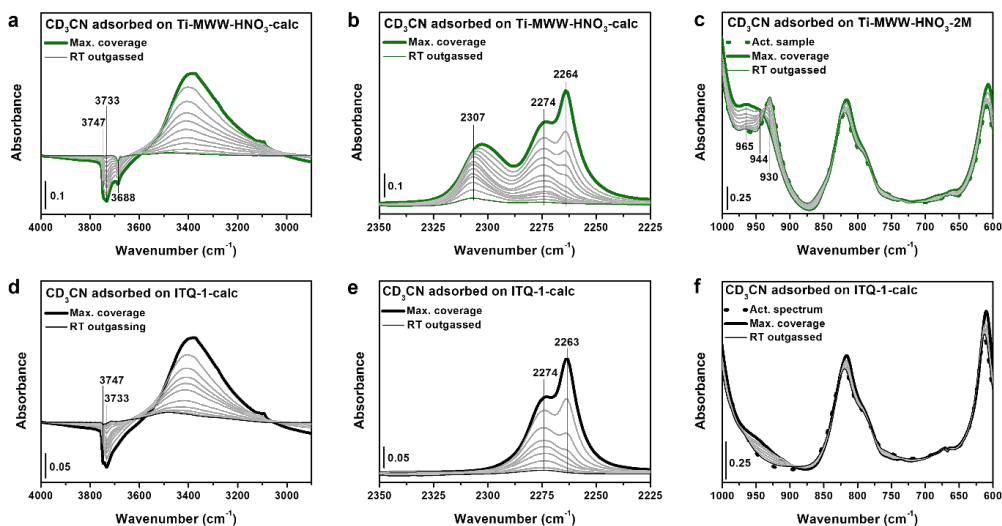 a
CD₃CN adsorbed on Ti-MWW-HNO₃-calc
Max. coverage
RT outgassed
3733
3747
3688
0.1
Absorbance
4000 3800 3600 3400 3200 3000
Wavenumber (cm⁻¹)
b
CD₃CN adsorbed on Ti-MWW-HNO₃-calc
Max. coverage
RT outgassed
2264
2274
2307
0.1
Absorbance
2350 2325 2300 2275 2250 2225
Wavenumber (cm⁻¹)
c
CD₃CN adsorbed on Ti-MWW-HNO₃-2M
Act. sample
Max. coverage
RT outgassed
965
944
930
0.25
Absorbance
1000 950 900 850 800 750 700 650 600
Wavenumber (cm⁻¹)
d
CD₃CN adsorbed on ITQ-1-calc
Max. coverage
RT outgassing
3747
3733
0.05
Absorbance
4000 3800 3600 3400 3200 3000
Wavenumber (cm⁻¹)
e
CD₃CN adsorbed on ITQ-1-calc
Max. coverage
RT outgassed
2263
2274
0.05
Absorbance
2350 2325 2300 2275 2250 2225
Wavenumber (cm⁻¹)
f
CD₃CN adsorbed on ITQ-1-calc
Act. spectrum
Max. coverage
RT outgassed
0.25
Absorbance
1000 950 900 850 800 750 700 650 600
Wavenumber (cm⁻¹)